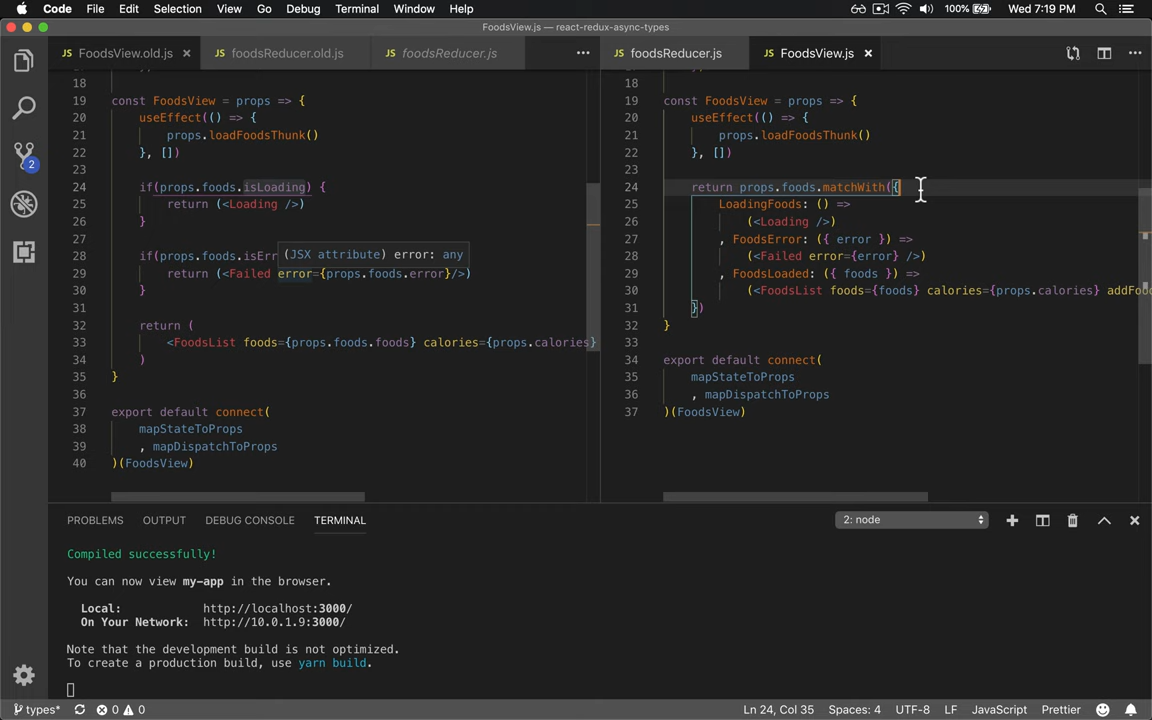 Code File Edit Selection View Go Debug Terminal Window Help 100% Wed 7:19 PM
FoodsView.js — react-redux-async-types
JS FoodsView.old.js JS foodsReducer.old.js JS foodsReducer.js
18
19 const FoodsView = props => {
20 useEffect(() => {
21 props.loadFoodsThunk()
22 }, [])
23
24 if(props.foods.isLoading) {
25 return (<Loading />)
26 }
27
28 if(props.foods.isErr
(JSX attribute) error: any
29 return (<Failed error={props.foods.error}/>)
30 }
31
32 return (
33 <FoodsList foods={props.foods.foods} calories={props.calories}
34 )
35 }
36
37 export default connect(
38 mapStateToProps
39 , mapDispatchToProps
40 )(FoodsView)
JS foodsReducer.js JS FoodsView.js
18
19 const FoodsView = props => {
20 useEffect(() => {
21 props.loadFoodsThunk()
22 }, [])
23
24 return props.foods.matchWith({
25 LoadingFoods: () =>
26 (<Loading />)
27 , FoodsError: ({ error }) =>
28 (<Failed error={error} />)
29 , FoodsLoaded: ({ foods }) =>
30 (<FoodsList foods={foods} calories={props.calories} addFoo
31 })
32 }
33
34 export default connect(
35 mapStateToProps
36 , mapDispatchToProps
37 )(FoodsView)
2
PROBLEMS OUTPUT DEBUG CONSOLE TERMINAL 2: node
Compiled successfully!
You can now view my-app in the browser.
Local: http://localhost:3000/
On Your Network: http://10.0.1.9:3000/
Note that the development build is not optimized.
To create a production build, use yarn build.
types* 0 0 Ln 24, Col 35 Spaces: 4 UTF-8 LF JavaScript Prettier